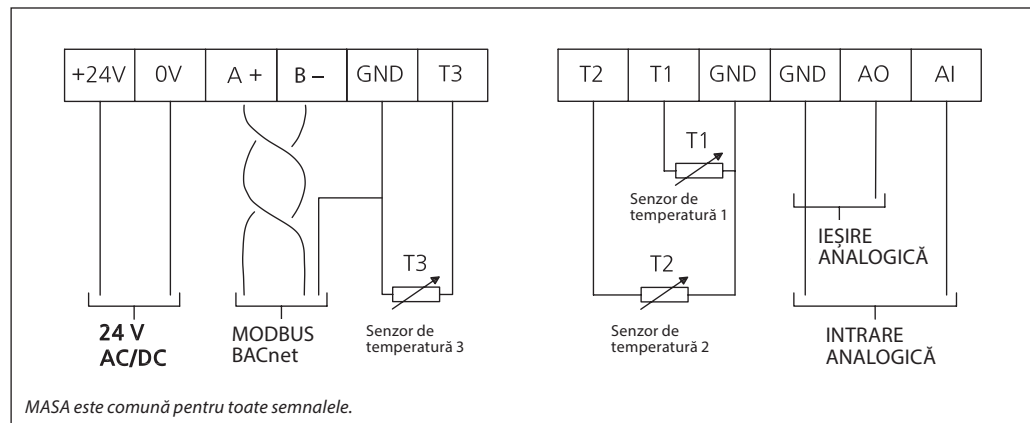 +24V 0V A + B – GND T3
T2 T1 GND GND AO AI
T1
Senzor de
temperatură 1
IEȘIRE
ANALOGICĂ
T3
T2
24 V
AC/DC
MODBUS
BACnet
Senzor de
temperatură 3
Senzor de
temperatură 2
INTRARE
ANALOGICĂ
MASA este comună pentru toate semnalele.